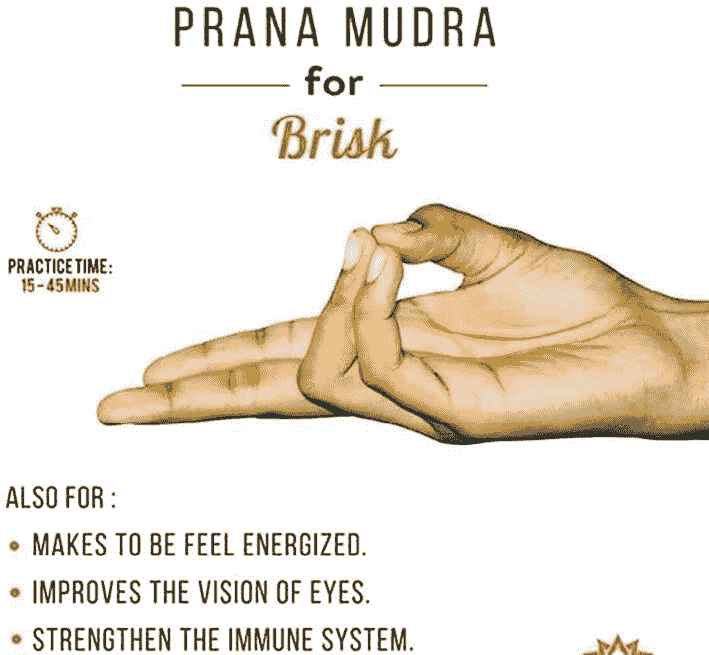 PRANA MUDRA
for
Brisk
PRACTICE TIME:
15-45 MINS
ALSO FOR :
MAKES TO BE FEEL ENERGIZED.
IMPROVES THE VISION OF EYES.
STRENGTHEN THE IMMUNE SYSTEM.